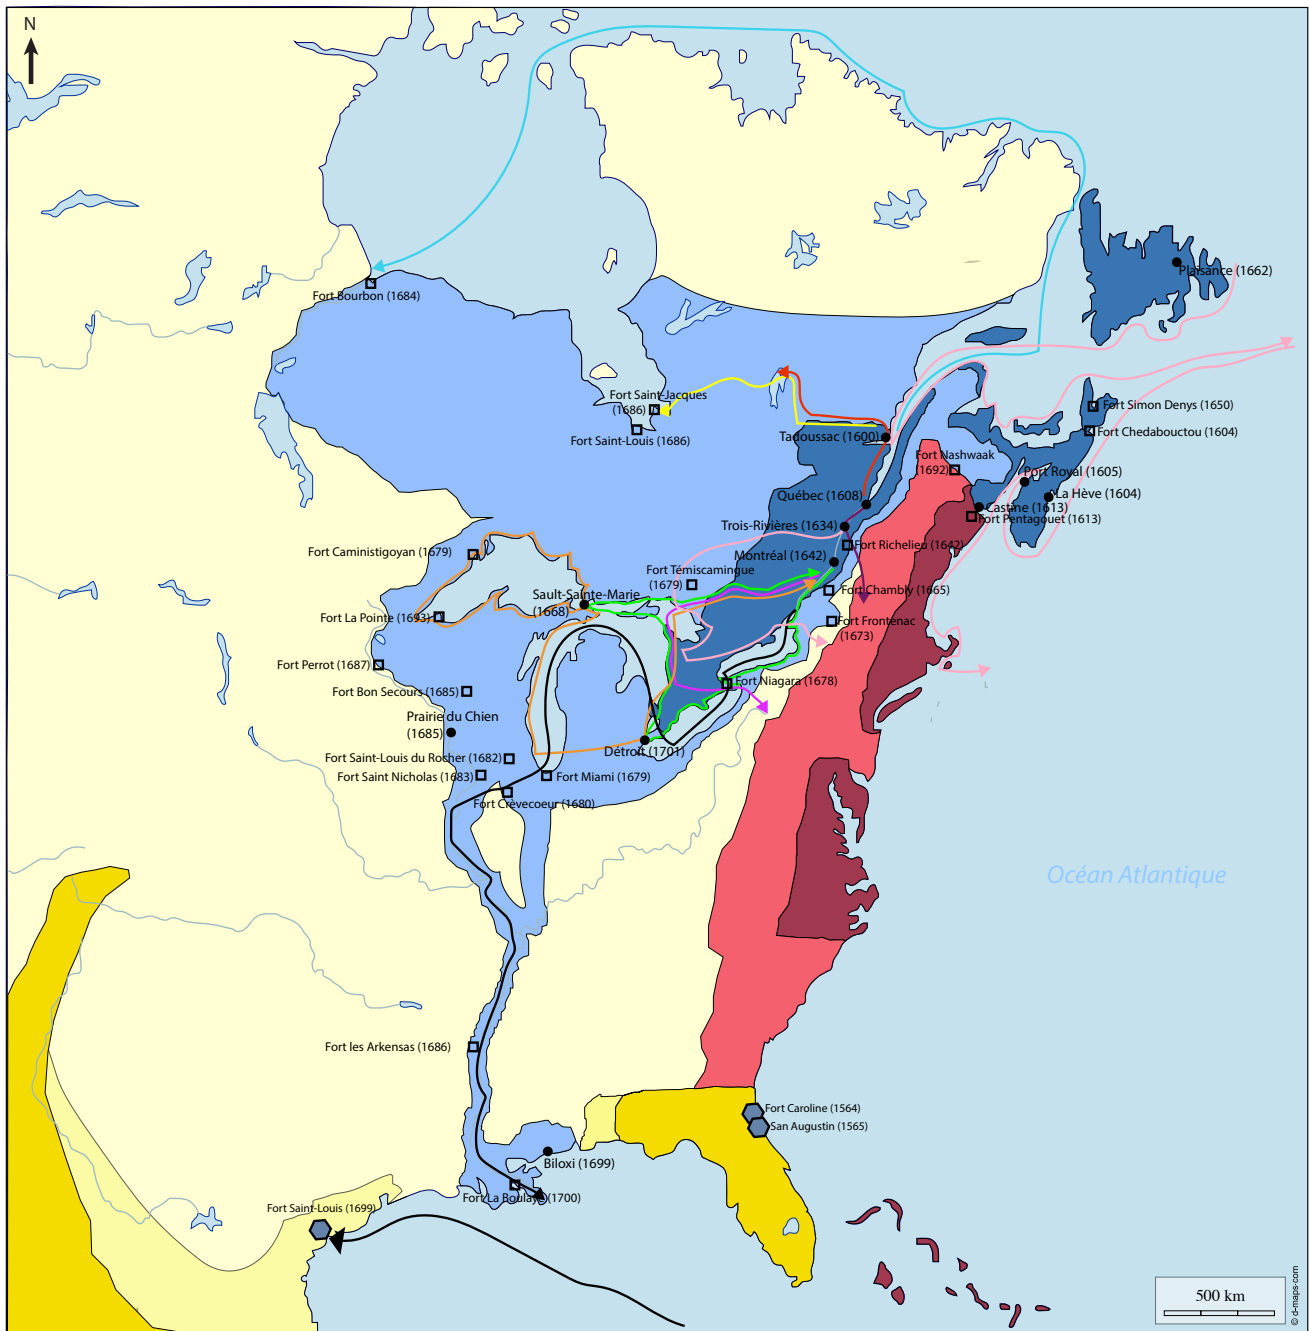 N
Plaisance (1662)
Fort Bourbon (1684)
Fort Saint-Jacques
(1686)
Fort Simon Denys (1650)
Fort Saint-Louis (1686)
Tadoussac (1600)
Fort Chedabouctou (1604)
Fort Nashwaak
(1692)
Port Royal (1605)
Québec (1608)
La Hève (1604)
Castine (1613)
Fort Pentagouet (1613)
Trois-Rivières (1634)
Fort Richelieu (1642)
Fort Caministigoyan (1679)
Montréal (1642)
Fort Témiscamingue
(1679)
Fort Chambly (1665)
Sault-Sainte-Marie
(1668)
Fort La Pointe (1693)
Fort Frontenac
(1673)
Fort Perrot (1687)
Fort Niagara (1678)
Fort Bon Secours (1685)
Prairie du Chien
(1685)
Détroit (1701)
Fort Saint-Louis du Rocher (1682)
Fort Saint Nicholas (1683)
Fort Miami (1679)
Fort Crèvecoeur (1680)
Océan Atlantique
Fort les Arkensas (1686)
Fort Caroline (1564)
San Augustin (1565)
Biloxi (1699)
Fort La Boulaye (1700)
Fort Saint-Louis (1699)
500 km
© d-maps.com